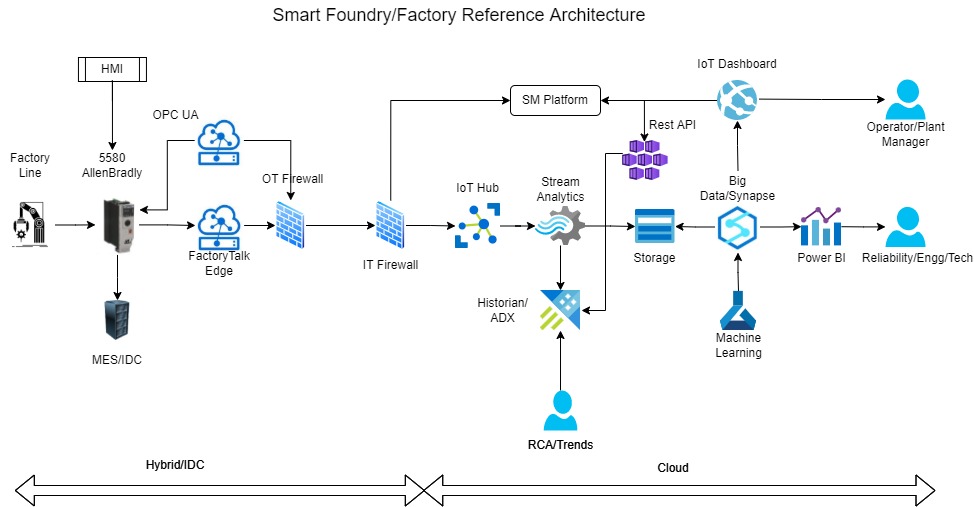 Smart Foundry/Factory Reference Architecture
HMI
IoT Dashboard
SM Platform
OPC UA
Rest API
Operator/Plant
Manager
Factory
Line
5580
AllenBradly
OT Firewall
IoT Hub
Stream
Analytics
Big
Data/Synapse
FactoryTalk
Edge
IT Firewall
Storage
Power BI
Reliability/Engg/Tech
Historian/
ADX
Machine
Learning
MES/IDC
RCA/Trends
Hybrid/IDC
Cloud